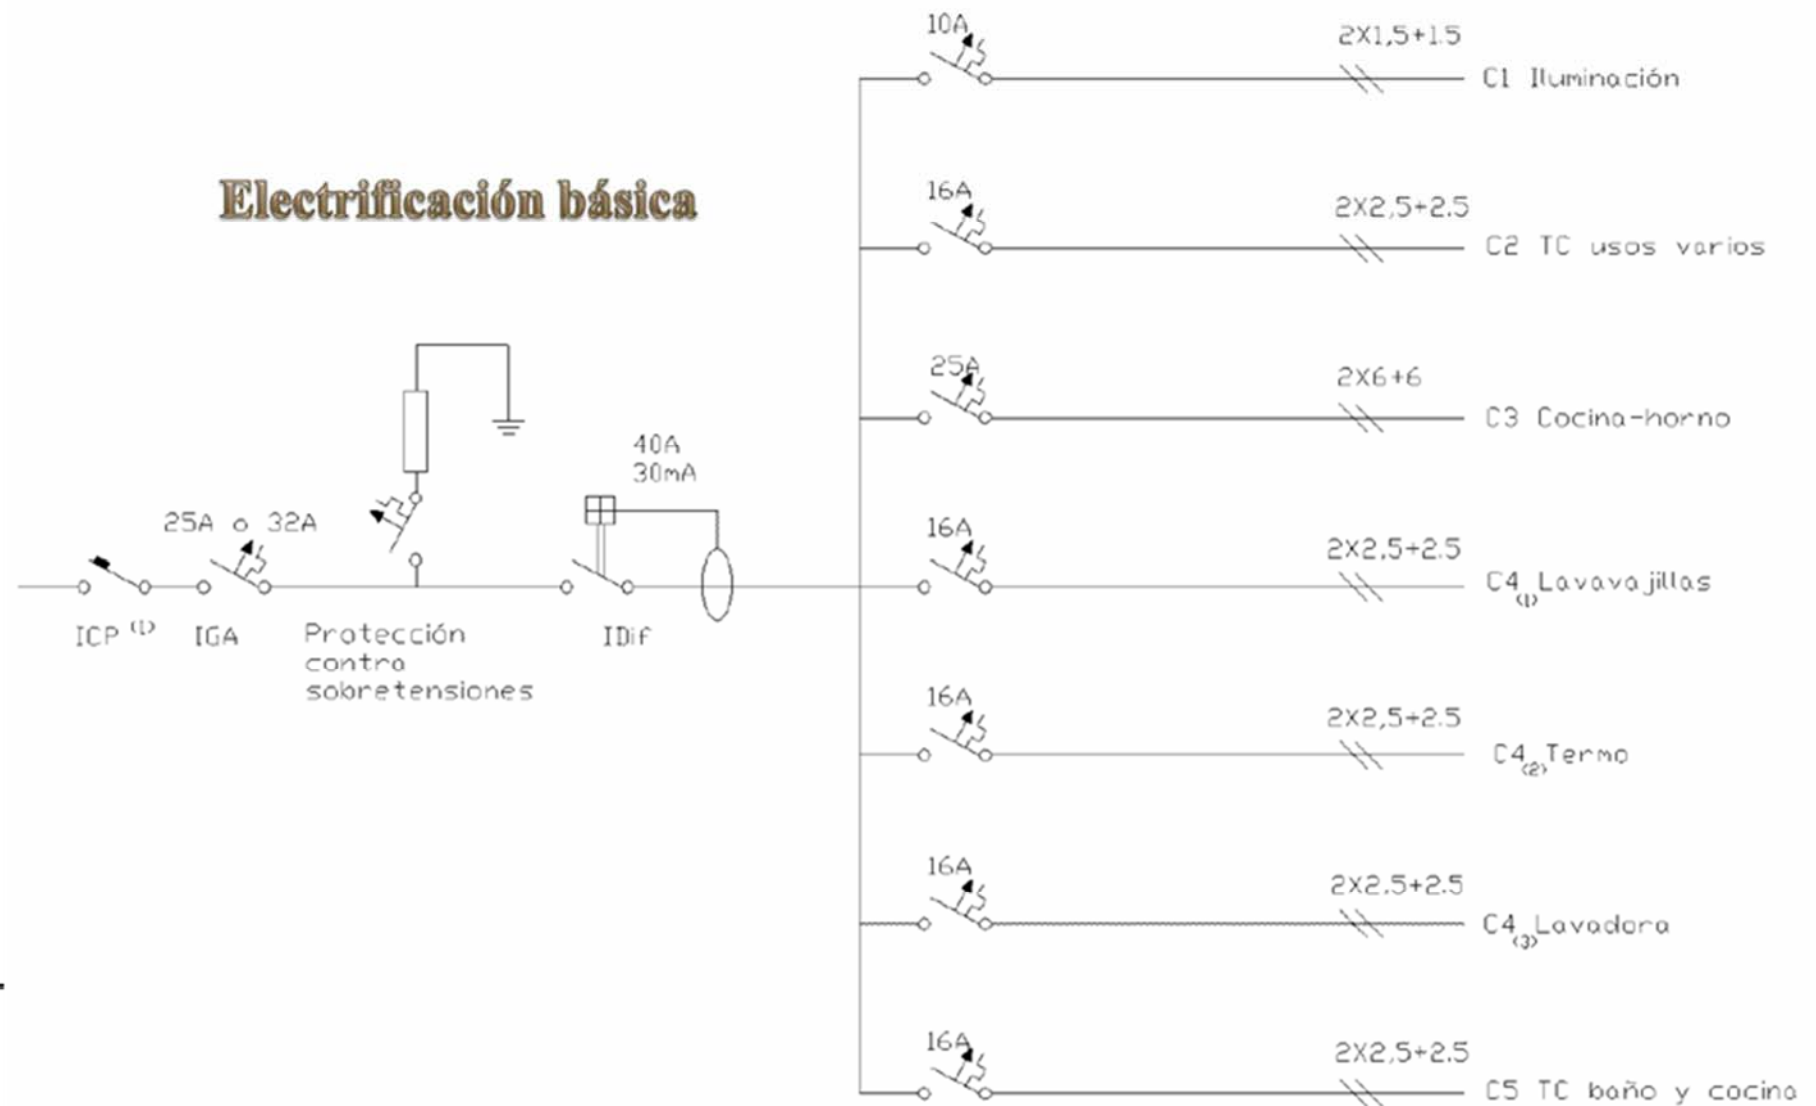 10A
2X1,5+1.5
C1 Iluminación
Electrificación básica
16A
2X2,5+2.5
C2 TC usos varios
25A
2X6+6
C3 Cocina-horno
40A
30mA
25A o 32A
ICP (1)
IGA
Protección
contra
sobretensiones
IDif
16A
2X2,5+2.5
C4 (1) Lavavajillas
16A
2X2,5+2.5
C4 (2) Termo
16A
2X2.5+2.5
C4 (3) Lavadora
16A
2X2,5+2.5
C5 TC baño y cocina